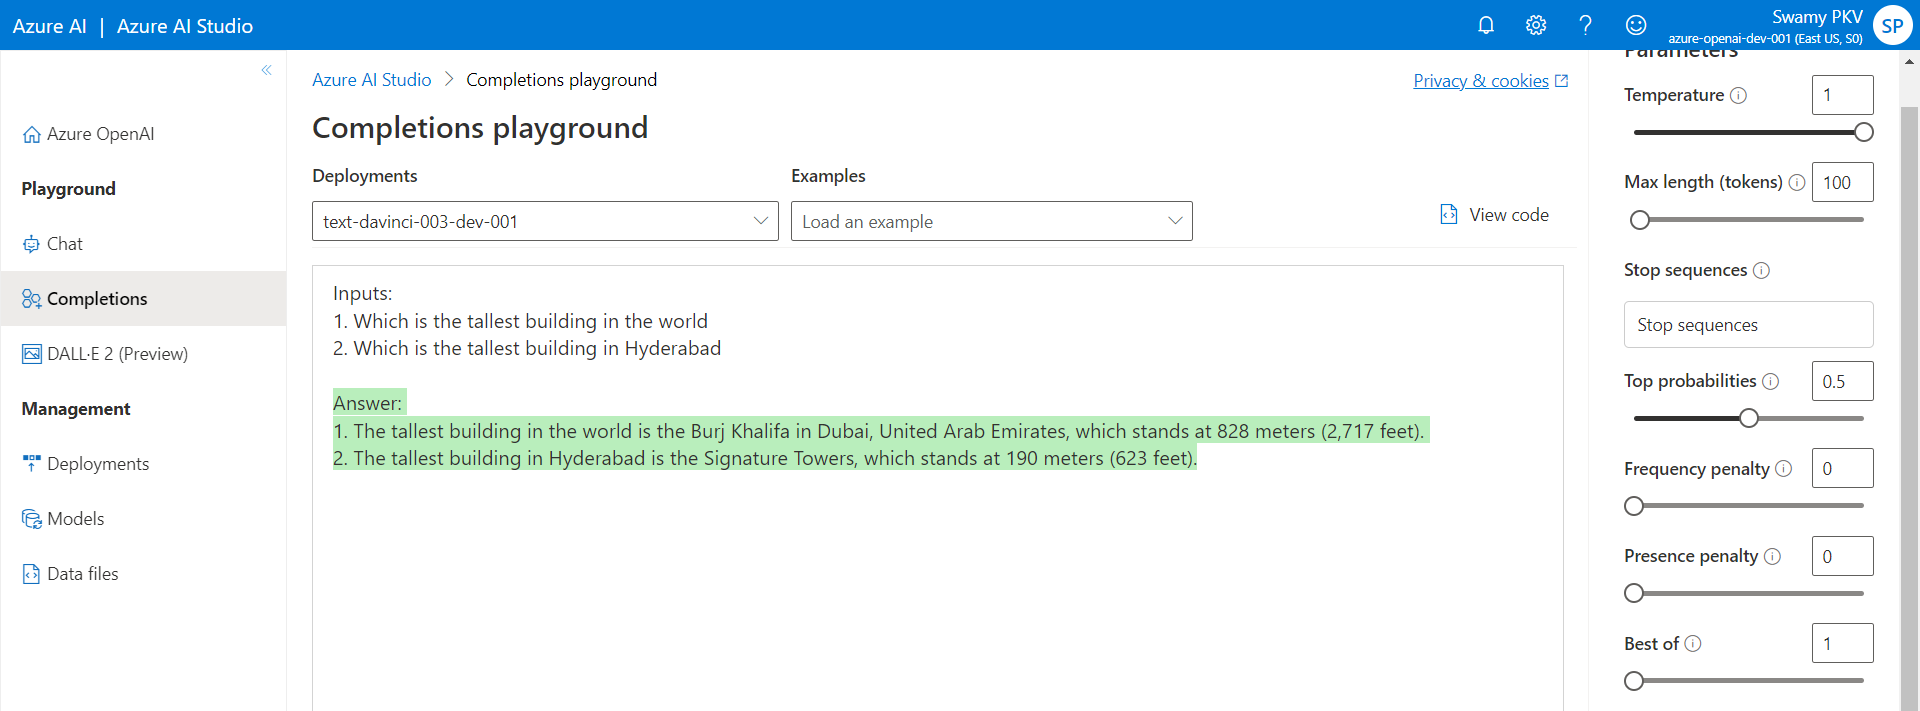 Azure AI | Azure AI Studio
Swamy PKV
azure-openai-dev-001 (East US, S0)
SP
Azure OpenAI
Playground
Chat
Completions
DALL·E 2 (Preview)
Management
Deployments
Models
Data files
Azure AI Studio > Completions playground
Privacy & cookies
Completions playground
Deployments
Examples
text-davinci-003-dev-001
Load an example
View code
Inputs:
1. Which is the tallest building in the world
2. Which is the tallest building in Hyderabad
Answer:
1. The tallest building in the world is the Burj Khalifa in Dubai, United Arab Emirates, which stands at 828 meters (2,717 feet).
2. The tallest building in Hyderabad is the Signature Towers, which stands at 190 meters (623 feet).
Parameters
Temperature 1
Max length (tokens) 100
Stop sequences
Stop sequences
Top probabilities 0.5
Frequency penalty 0
Presence penalty 0
Best of 1